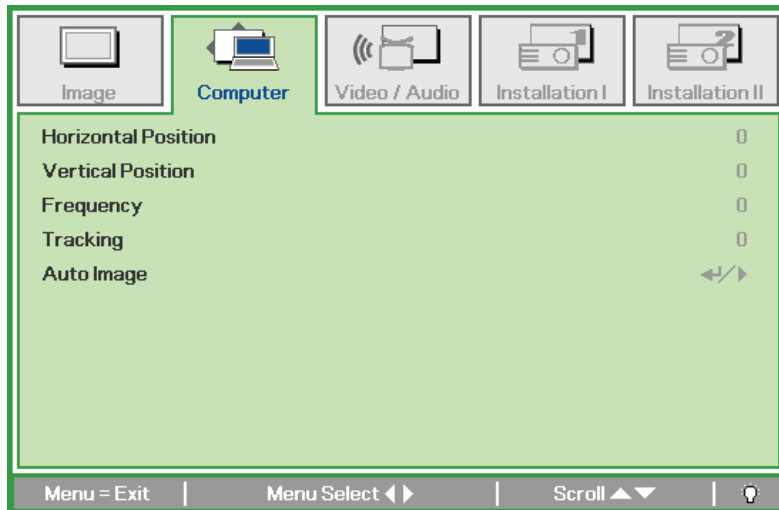 Image Computer Video / Audio Installation I Installation II
Horizontal Position 0
Vertical Position 0
Frequency 0
Tracking 0
Auto Image ↵/▶
Menu = Exit Menu Select ◀▶ Scroll ▲▼